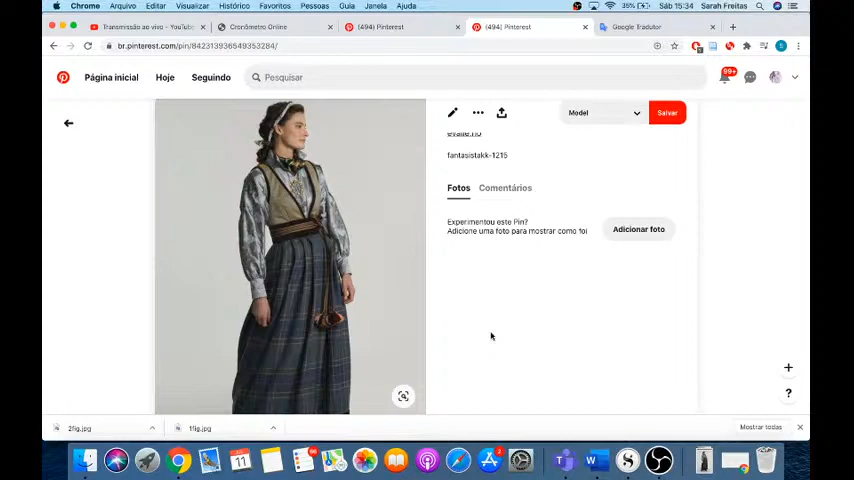 Chrome Arquivo Editar Visualizar Histórico Favoritos Pessoas Perfis Guia Janela Ajuda 35% Sáb 15:34 Sarah Freitas
Transmissão ao vivo - YouTube
Cronômetro Online
(494) Pinterest
(494) Pinterest
Google Tradutor
br.pinterest.com/pin/842313936549353284/
Página inicial Hoje Seguindo Pesquisar 99+
Model Salvar
fantasistakk-1215
Fotos Comentários
Experimentou este Pin?
Adicione uma foto para mostrar como foi
Adicionar foto
2fig.jpg
1fig.jpg
Mostrar todas